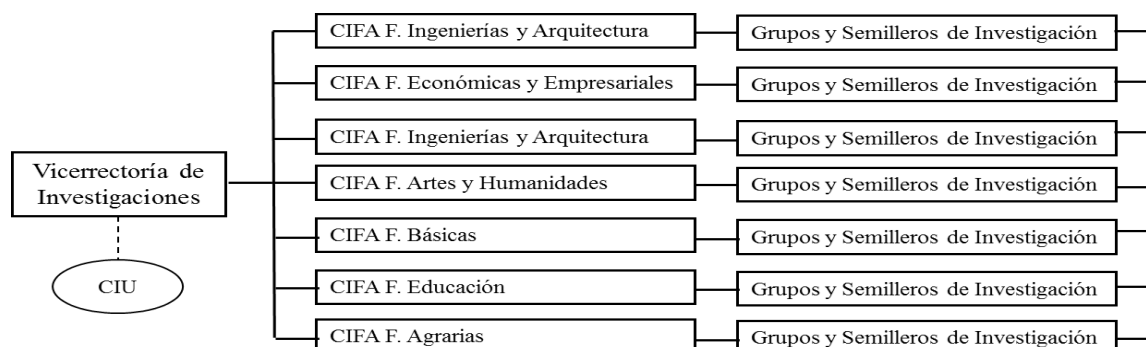 CIFA F. Ingenierías y Arquitectura
Grupos y Semilleros de Investigación
CIFA F. Económicas y Empresariales
Grupos y Semilleros de Investigación
CIFA F. Ingenierías y Arquitectura
Grupos y Semilleros de Investigación
Vicerrectoría de
Investigaciones
CIFA F. Artes y Humanidades
Grupos y Semilleros de Investigación
CIFA F. Básicas
Grupos y Semilleros de Investigación
CIU
CIFA F. Educación
Grupos y Semilleros de Investigación
CIFA F. Agrarias
Grupos y Semilleros de Investigación